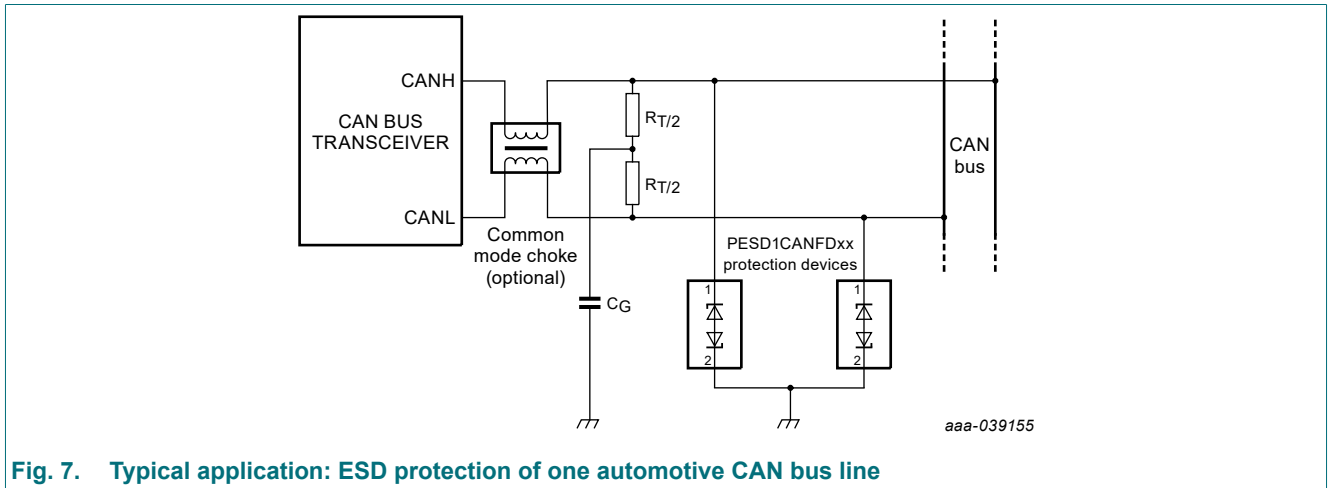 CANH
CAN BUS
TRANSCEIVER
CANL
Common
mode choke
(optional)
RT/2
RT/2
CG
PESD1CANFDxx
protection devices
1
2
1
2
CAN
bus
aaa-039155
Fig. 7. Typical application: ESD protection of one automotive CAN bus line